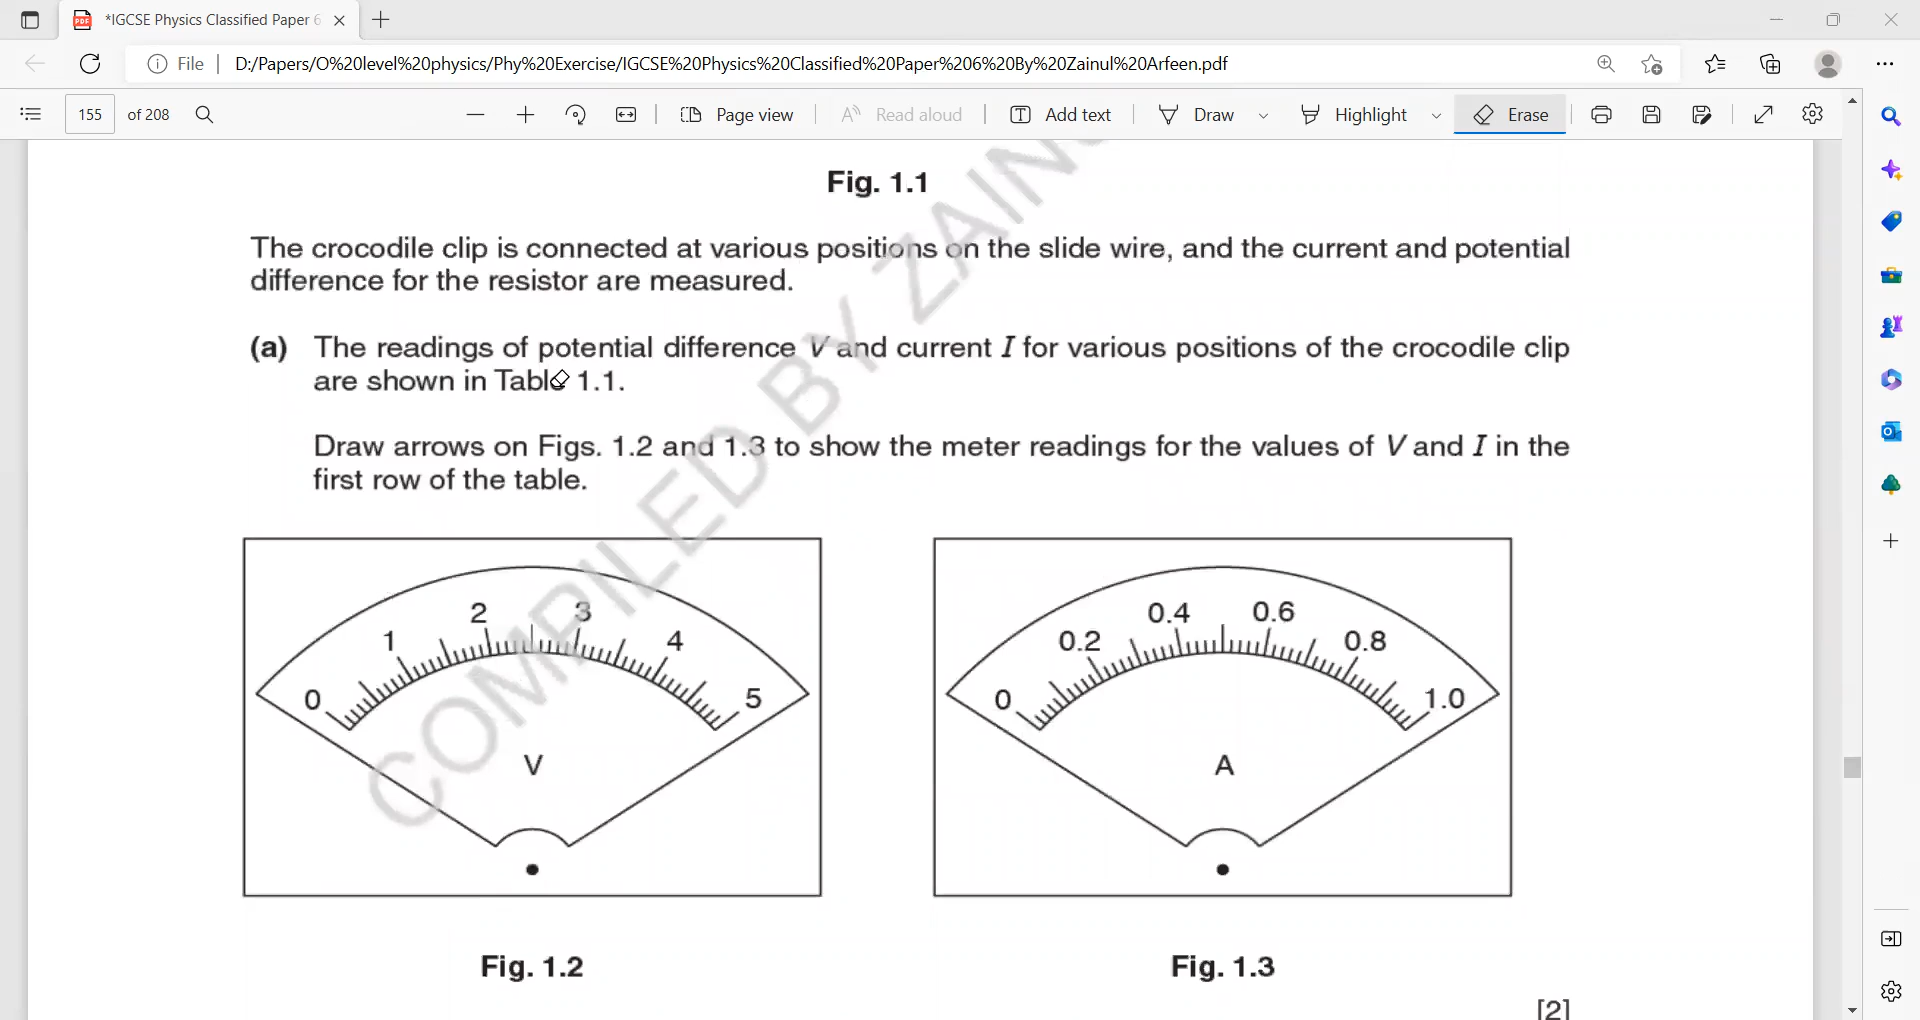 *IGCSE Physics Classified Paper 6
File
D:/Papers/O%20level%20physics/Phy%20Exercise/IGCSE%20Physics%20Classified%20Paper%206%20By%20Zainul%20Arfeen.pdf
155 of 208
Page view
Read aloud
Add text
Draw
Highlight
Erase
Fig. 1.1
The crocodile clip is connected at various positions on the slide wire, and the current and potential
difference for the resistor are measured.
(a) The readings of potential difference V and current I for various positions of the crocodile clip
are shown in Table 1.1.
Draw arrows on Figs. 1.2 and 1.3 to show the meter readings for the values of V and I in the
first row of the table.
0 1 2 3 4 5
V
0 0.2 0.4 0.6 0.8 1.0
A
Fig. 1.2
Fig. 1.3
[2]
COMPILED BY ZAIN